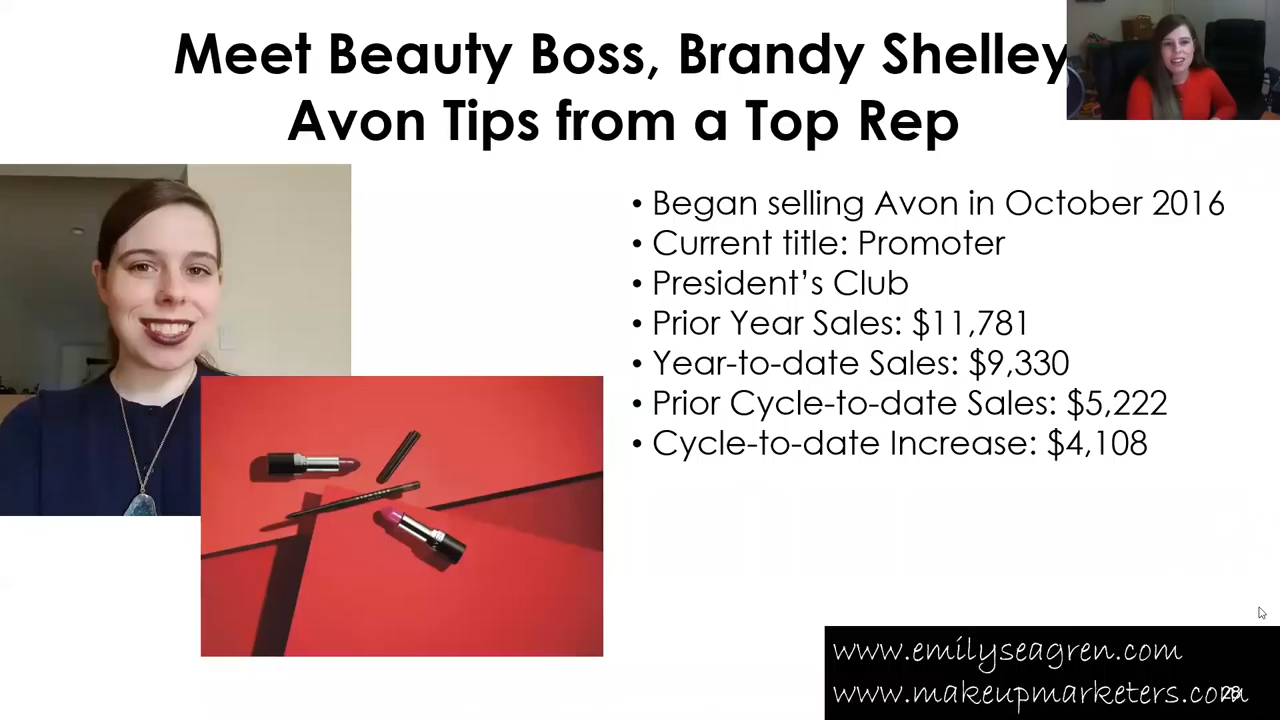 Meet Beauty Boss, Brandy Shelley
Avon Tips from a Top Rep
• Began selling Avon in October 2016
• Current title: Promoter
• President’s Club
• Prior Year Sales: $11,781
• Year-to-date Sales: $9,330
• Prior Cycle-to-date Sales: $5,222
• Cycle-to-date Increase: $4,108
www.emilyseagren.com
www.makeupmarketers.com